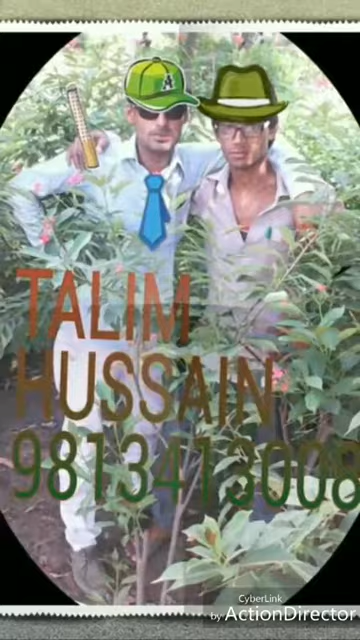 A
TALIM
HUSSAIN
9813413008
CyberLink
by ActionDirector